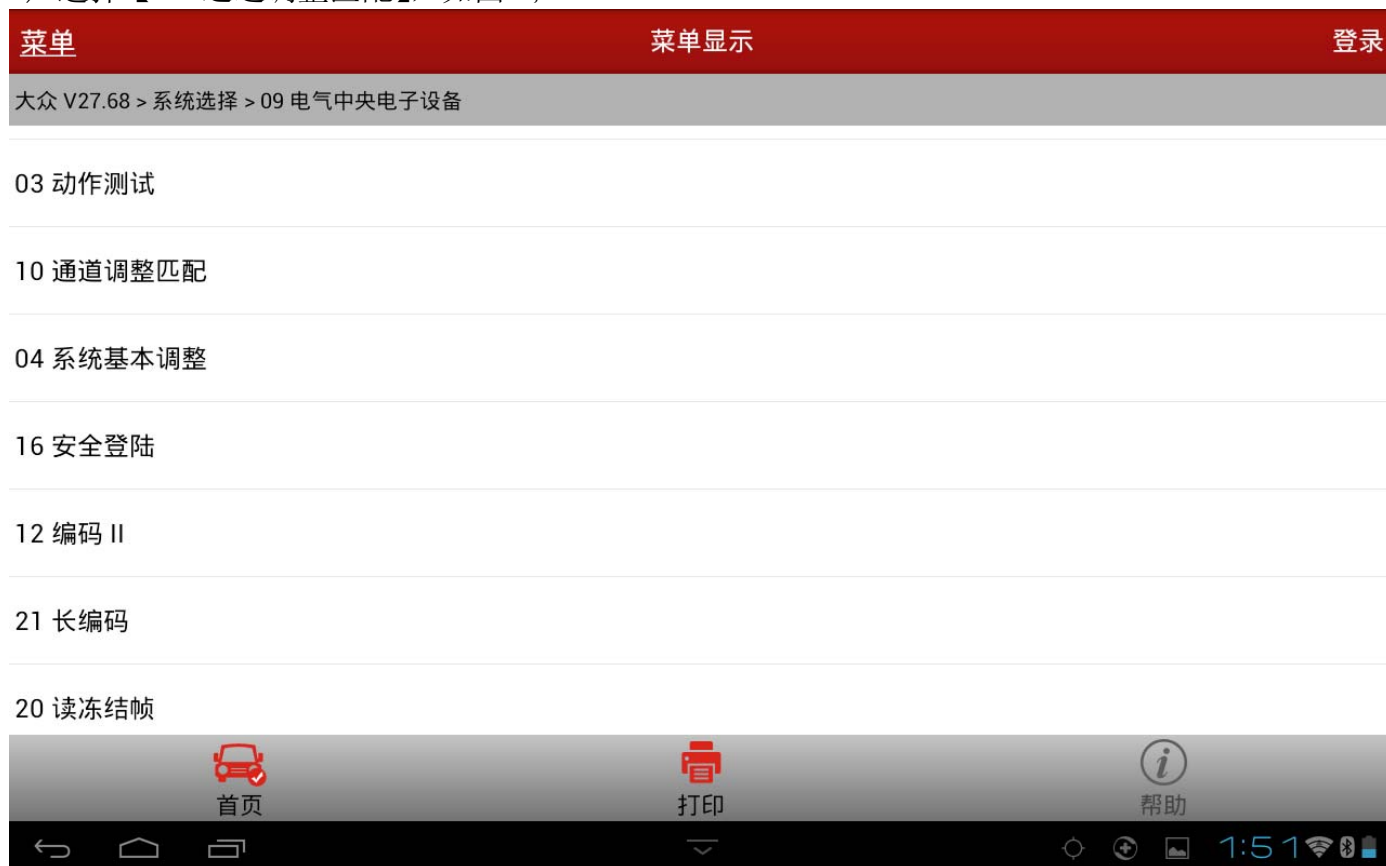 菜单 菜单显示 登录
大众 V27.68 > 系统选择 > 09 电气中央电子设备
03 动作测试
10 通道调整匹配
04 系统基本调整
16 安全登陆
12 编码 II
21 长编码
20 读冻结帧
首页 打印 帮助
1:51